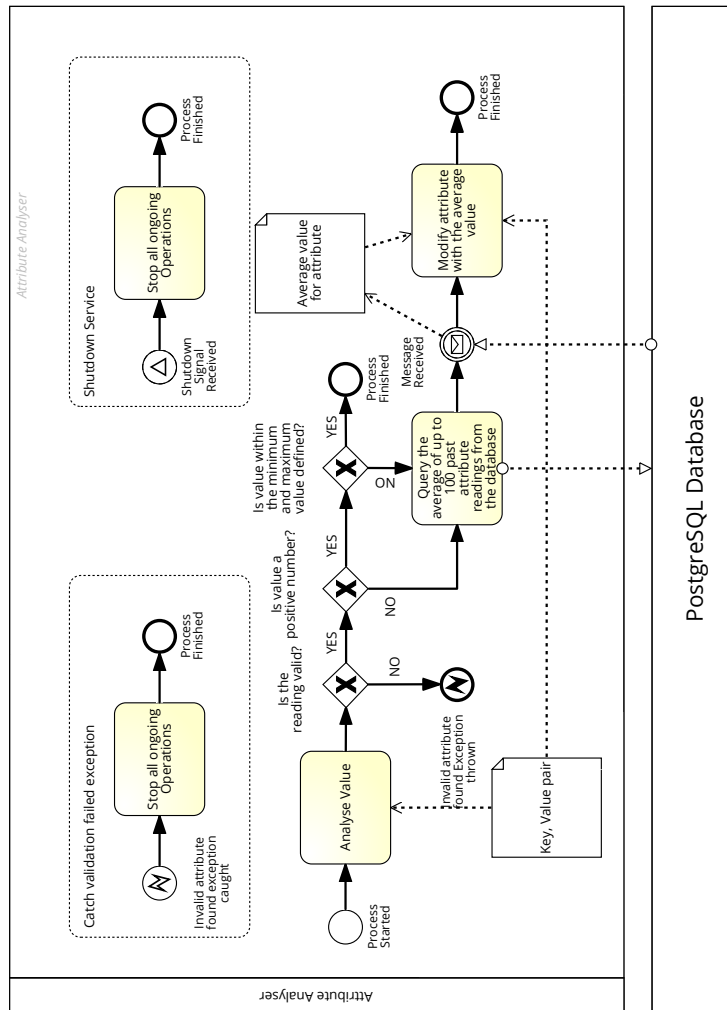 Attribute Analyser
Attribute Analyser
Catch validation failed exception
Invalid attribute
found exception
caught
Stop all ongoing
Operations
Process
Finished
Shutdown Service
Shutdown
Signal
Received
Stop all ongoing
Operations
Process
Finished
Process
Started
Analyse Value
Is the
reading valid?
YES
NO
Invalid attribute
found Exception
thrown
Is value a
positive number?
YES
NO
Is value within
the minimum
and maximum
value defined?
YES
NO
Process
Finished
Query the
average of up to
100 past
attribute
readings from
the database
Message
Received
Average value
for attribute
Modify attribute
with the average
value
Process
Finished
Key, Value pair
PostgreSQL Database